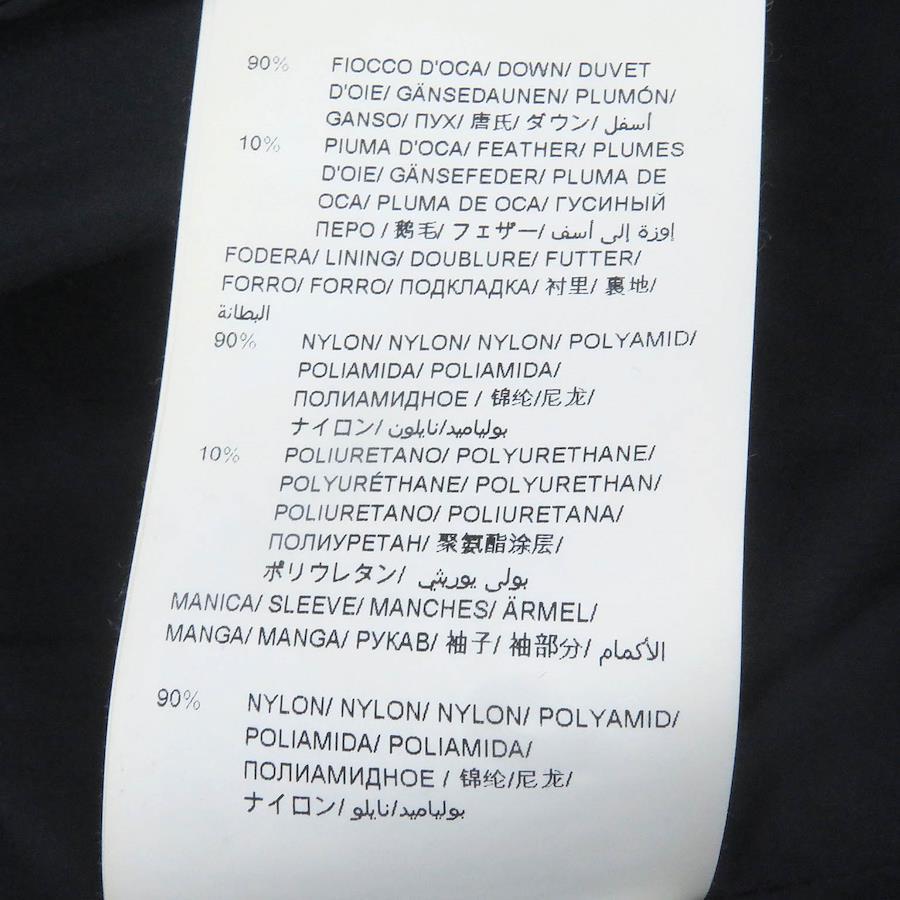 90% FIOCCO D'OCA/ DOWN/ DUVET
D'OIE/ GÄNSEDAUNEN/ PLUMÓN/
GANSO/ ПУХ/ 唐氏/ ダウン/ أسفل
10% PIUMA D'OCA/ FEATHER/ PLUMES
D'OIE/ GÄNSEFEDER/ PLUMA DE
OCA/ PLUMA DE OCA/ ГУСИНЫЙ
ПЕРО / 鹅毛/ フェザー/ اوزة إلى أسف
FODERA/ LINING/ DOUBLURE/ FUTTER/
FORRO/ FORRO/ ПОДКЛАДКА/ 衬里/ 裏地/
البطانة
90% NYLON/ NYLON/ NYLON/ POLYAMID/
POLIAMIDA/ POLIAMIDA/
ПОЛИАМИДНОЕ / 锦纶/尼龙/
ナイロン/ بولياميد/نايلون
10% POLIURETANO/ POLYURETHANE/
POLYURÉTHANE/ POLYURETHAN/
POLIURETANO/ POLIURETANA/
ПОЛИУРЕТАН/ 聚氨酯涂层/
ポリウレタン/ بولي يوريثي
MANICA/ SLEEVE/ MANCHES/ ÄRMEL/
MANGA/ MANGA/ РУКАВ/ 袖子/ 袖部分/ الأكمام
90% NYLON/ NYLON/ NYLON/ POLYAMID/
POLIAMIDA/ POLIAMIDA/
ПОЛИАМИДНОЕ / 锦纶/尼龙/
ナイロン/ بولياميد/نايلو